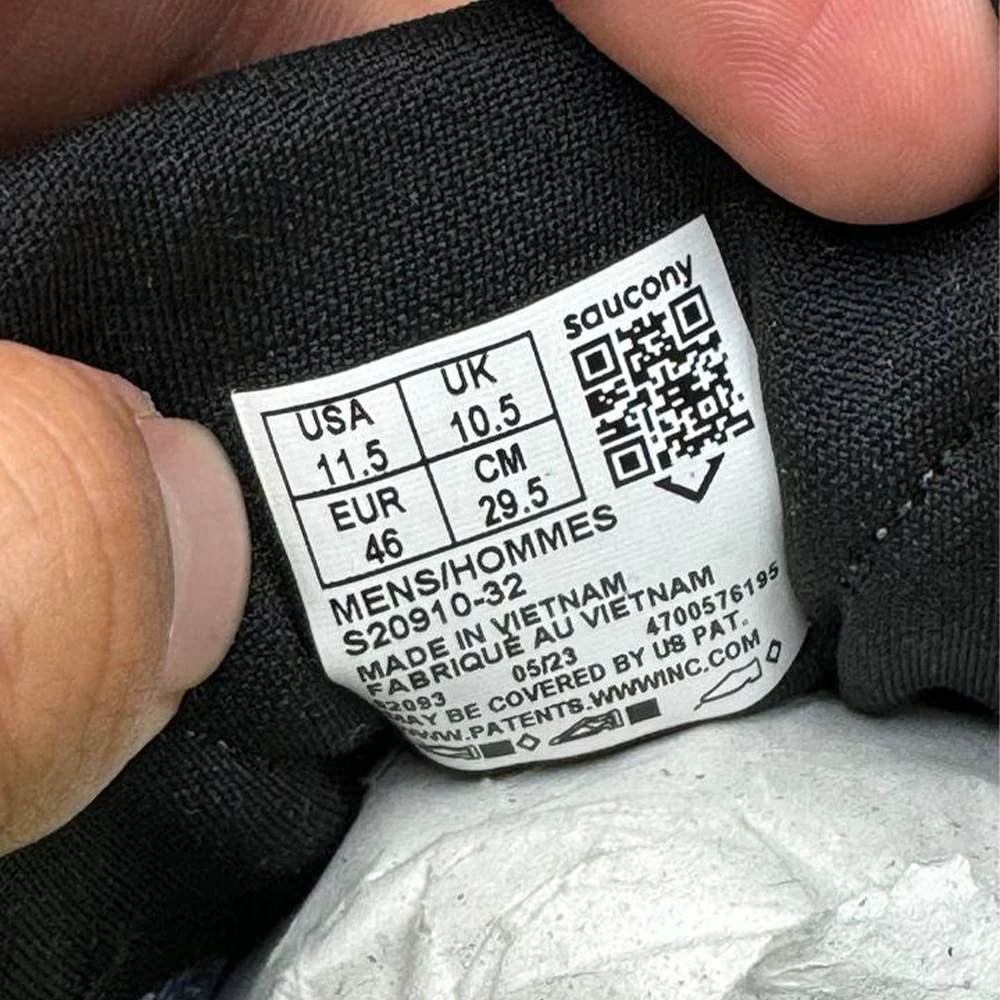 saucony
USA 11.5
UK 10.5
EUR 46
CM 29.5
MENS/HOMMES
S20910-32
MADE IN VIETNAM
FABRIQUÉ AU VIETNAM
05/23 4700576195
MAY BE COVERED BY US PAT.
WWW.PATENTS.WWWINC.COM